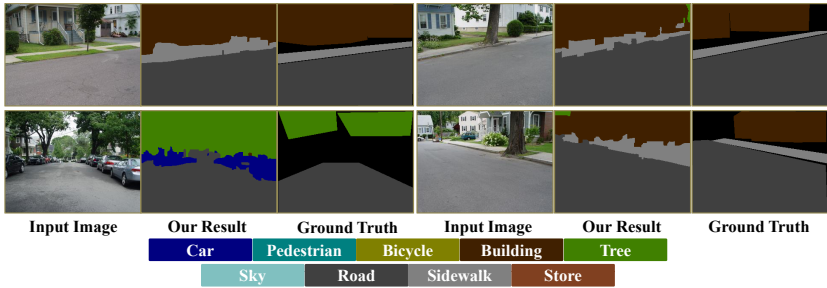 Input Image Our Result Ground Truth Input Image Our Result Ground Truth
Car Pedestrian Bicycle Building Tree
Sky Road Sidewalk Store